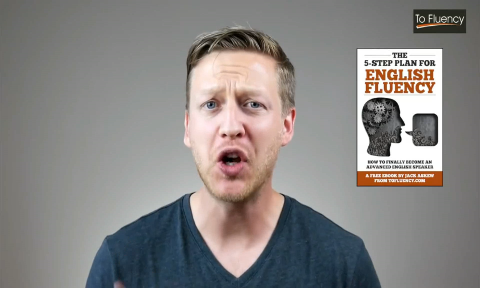 To Fluency
THE
5-STEP PLAN FOR
ENGLISH
FLUENCY
HOW TO FINALLY BECOME AN
ADVANCED ENGLISH SPEAKER
A FREE EBOOK BY JACK ASKEW
FROM TOFLUENCY.COM